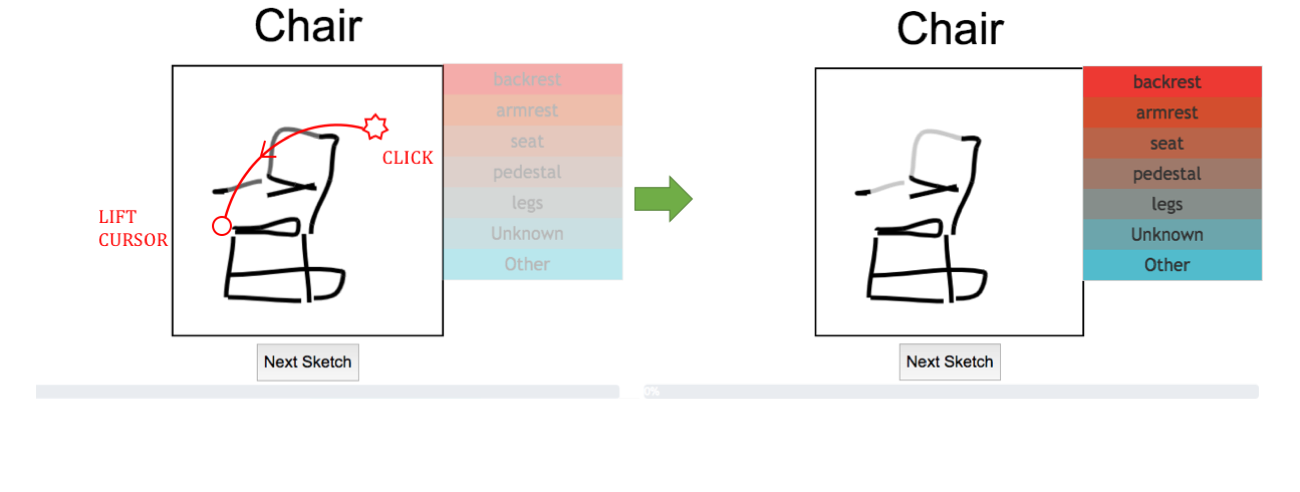 Chair
backrest
armrest
seat
pedestal
legs
Unknown
Other
CLICK
LIFT
CURSOR
Next Sketch
Chair
backrest
armrest
seat
pedestal
legs
Unknown
Other
Next Sketch